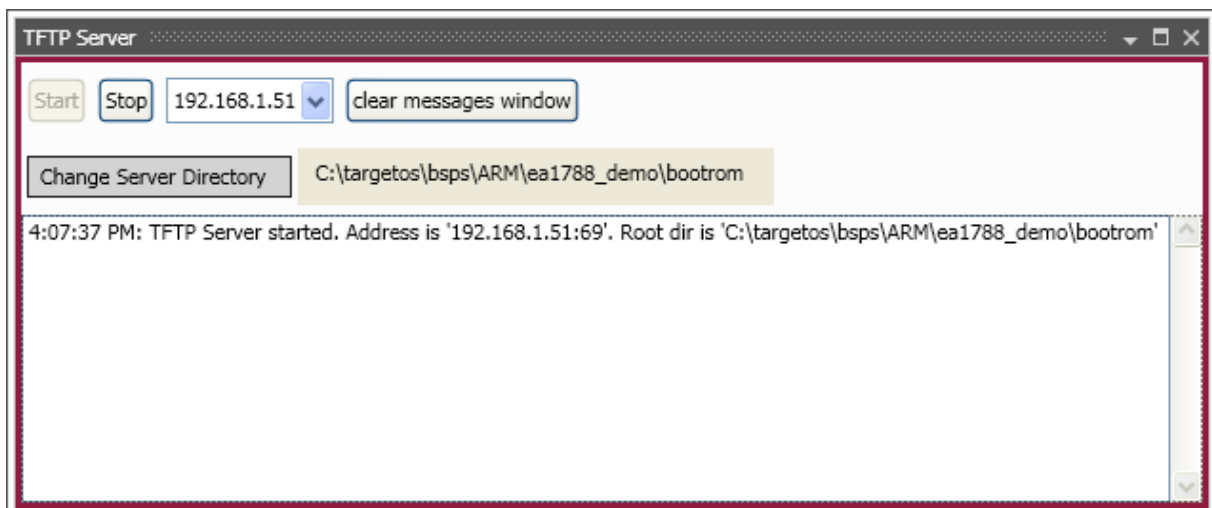 TFTP Server
Start Stop 192.168.1.51 clear messages window
Change Server Directory C:\targetos\bsps\ARM\ea1788_demo\bootrom
4:07:37 PM: TFTP Server started. Address is '192.168.1.51:69'. Root dir is 'C:\targetos\bsps\ARM\ea1788_demo\bootrom'